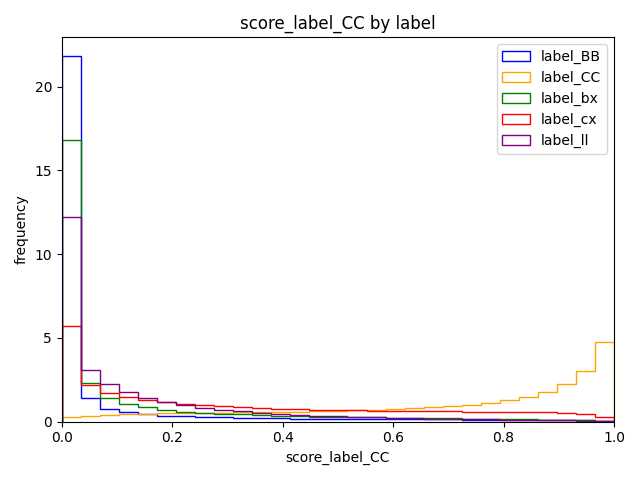 score_label_CC by label
label_BB
label_CC
label_bx
label_cx
label_ll
frequency
20
15
10
5
0
0.0 0.2 0.4 0.6 0.8 1.0
score_label_CC